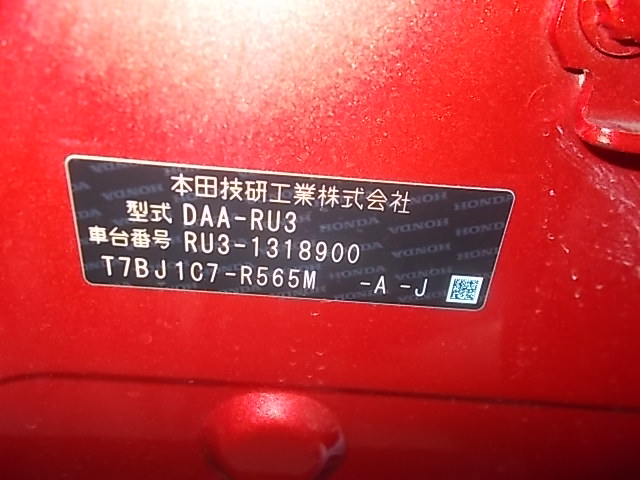 本田技研工業株式会社
型式 DAA-RU3
車台番号 RU3-1318900
T7BJ1C7-R565M -A -J